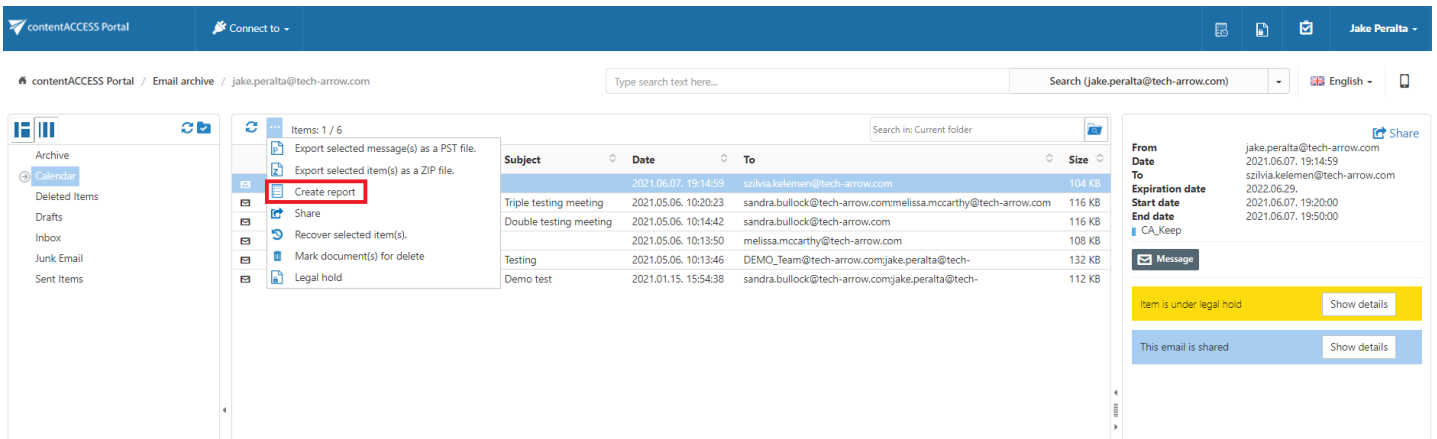 contentACCESS Portal
Connect to
Jake Peralta
contentACCESS Portal / Email archive / jake.peralta@tech-arrow.com
Type search text here...
Search (jake.peralta@tech-arrow.com)
English
Archive
Calendar
Deleted Items
Drafts
Inbox
Junk Email
Sent Items
Items: 1 / 6
Search in: Current folder
Export selected message(s) as a PST file.
Export selected item(s) as a ZIP file.
Create report
Share
Recover selected item(s).
Mark document(s) for delete
Legal hold
Subject Date To Size
2021.06.07. 19:14:59 szilvia.kelemen@tech-arrow.com 104 KB
Triple testing meeting 2021.05.06. 10:20:23 sandra.bullock@tech-arrow.com;melissa.mccarthy@tech-arrow.com 116 KB
Double testing meeting 2021.05.06. 10:14:42 sandra.bullock@tech-arrow.com 116 KB
2021.05.06. 10:13:50 melissa.mccarthy@tech-arrow.com 108 KB
Testing 2021.05.06. 10:13:46 DEMO_Team@tech-arrow.com;jake.peralta@tech- 132 KB
Demo test 2021.01.15. 15:54:38 sandra.bullock@tech-arrow.com;jake.peralta@tech- 112 KB
Share
From jake.peralta@tech-arrow.com
Date 2021.06.07. 19:14:59
To szilvia.kelemen@tech-arrow.com
Expiration date 2022.06.29.
Start date 2021.06.07. 19:20:00
End date 2021.06.07. 19:50:00
CA_Keep
Message
Item is under legal hold Show details
This email is shared Show details